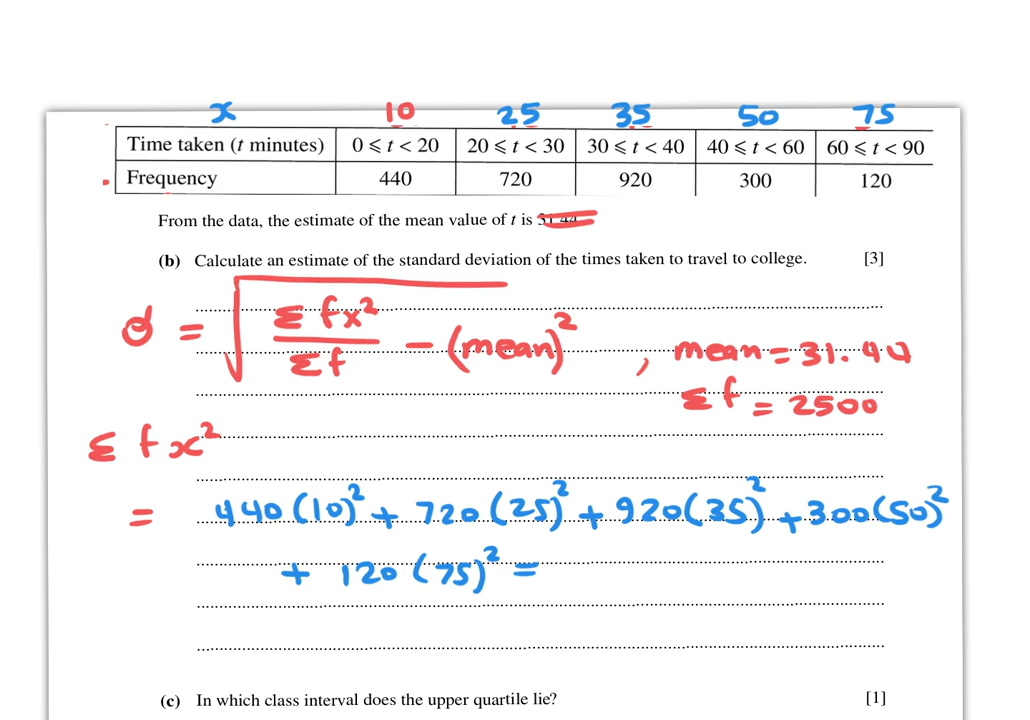 x 10 25 35 50 75
Time taken (t minutes) 0 ⩽ t < 20 20 ⩽ t < 30 30 ⩽ t < 40 40 ⩽ t < 60 60 ⩽ t < 90
Frequency 440 720 920 300 120
From the data, the estimate of the mean value of t is 31.44
(b) Calculate an estimate of the standard deviation of the times taken to travel to college. [3]
σ = √(Σfx²/Σf − (mean)²) , mean = 31.44
Σf = 2500
Σfx²
= 440(10)² + 720(25)² + 920(35)² + 300(50)²
+ 120(75)² =
(c) In which class interval does the upper quartile lie? [1]